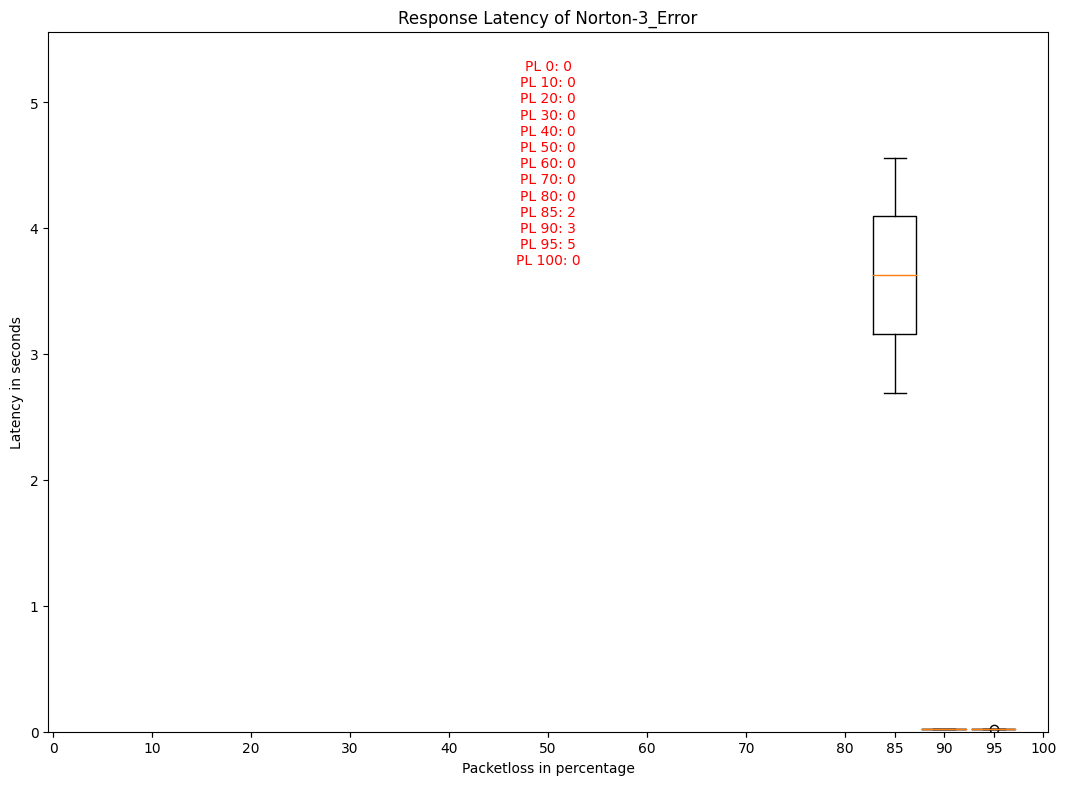 Response Latency of Norton-3_Error
PL 0: 0
PL 10: 0
PL 20: 0
PL 30: 0
PL 40: 0
PL 50: 0
PL 60: 0
PL 70: 0
PL 80: 0
PL 85: 2
PL 90: 3
PL 95: 5
PL 100: 0
Latency in seconds
5
4
3
2
1
0
0 10 20 30 40 50 60 70 80 85 90 95 100
Packetloss in percentage